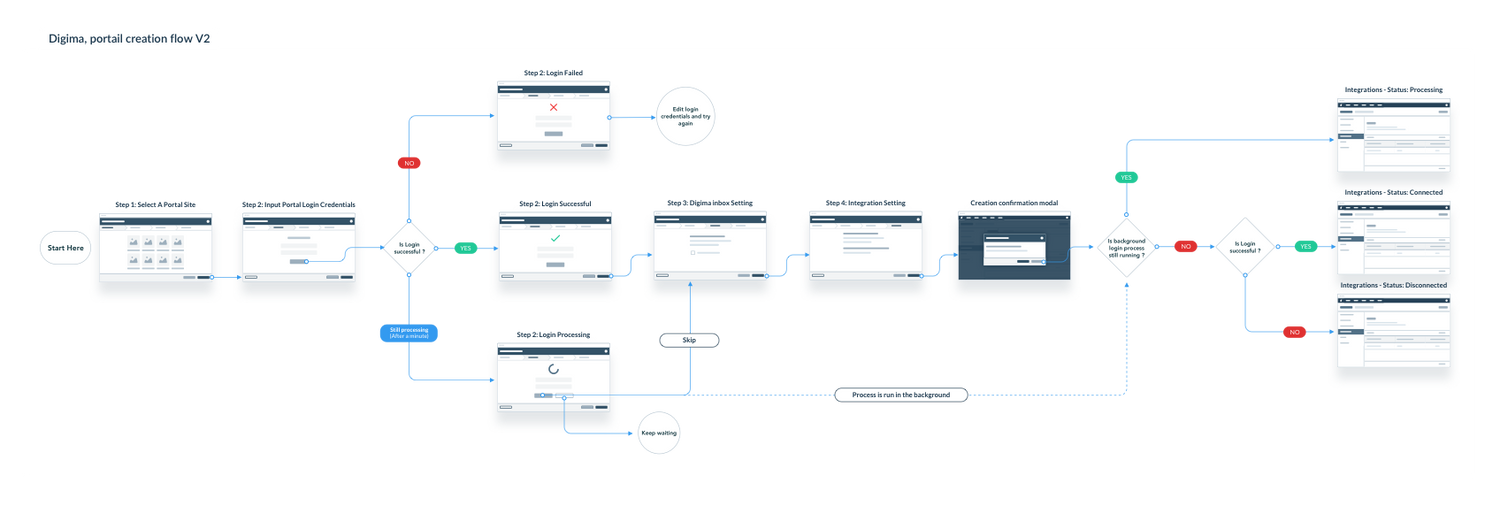 Digima, portail creation flow V2
Step 2: Login Failed
Edit login
credentials and try
again
Integrations - Status: Processing
NO
YES
Step 1: Select A Portal Site
Step 2: Input Portal Login Credentials
Step 2: Login Successful
Step 3: Digima inbox Setting
Step 4: Integration Setting
Creation confirmation modal
Integrations - Status: Connected
Start Here
Is Login
successful ?
YES
Is background
login process
still running ?
NO
Is Login
successful ?
YES
Integrations - Status: Disconnected
Still processing
(After a minute)
Step 2: Login Processing
Skip
NO
Process is run in the background
Keep waiting